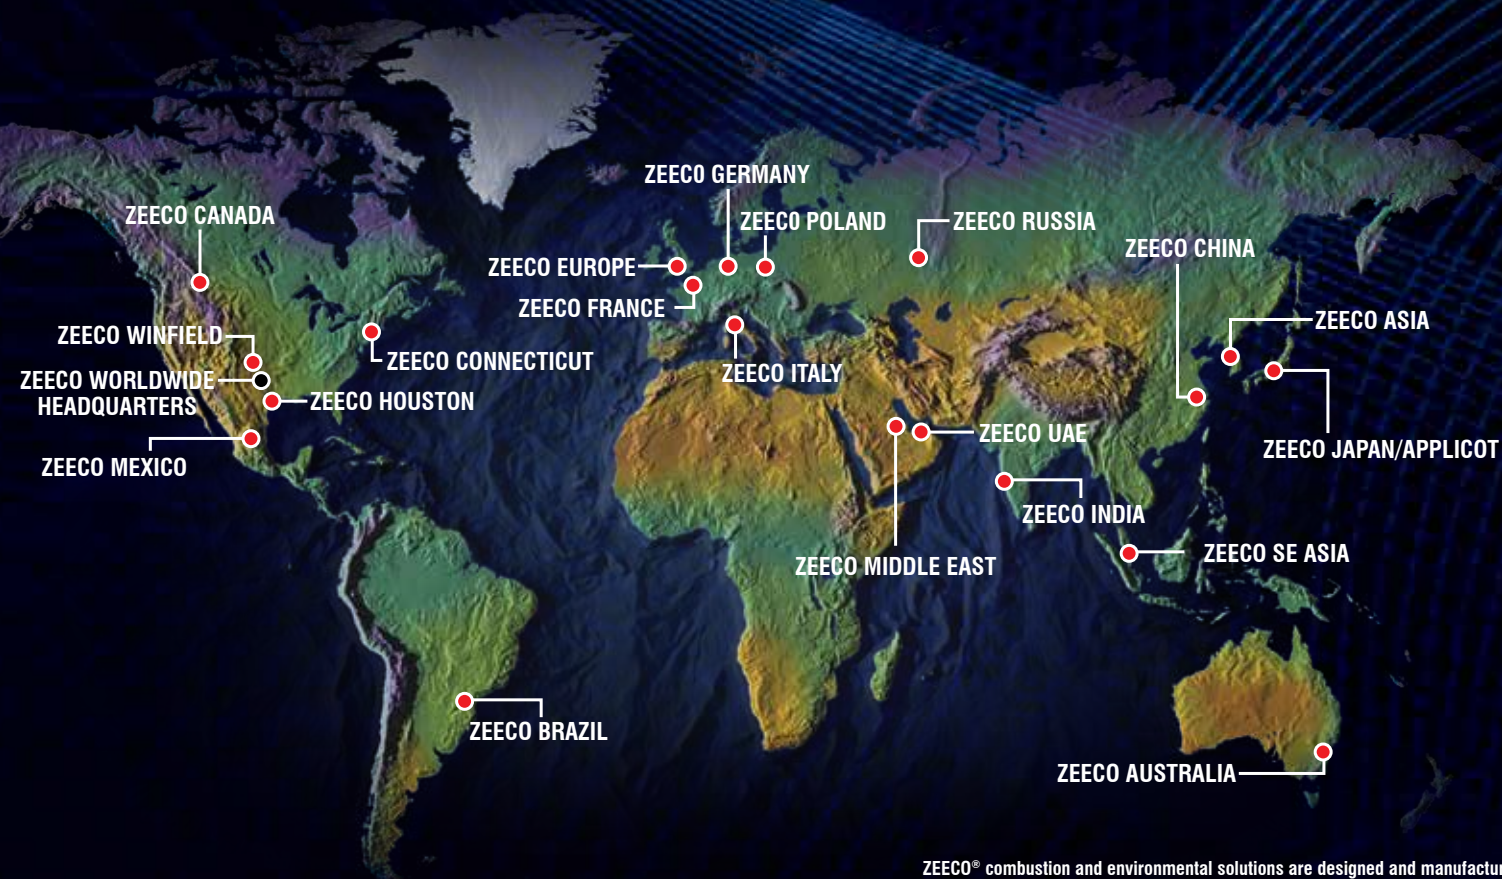 ZEECO GERMANY
ZEECO CANADA
ZEECO POLAND
ZEECO RUSSIA
ZEECO CHINA
ZEECO EUROPE
ZEECO FRANCE
ZEECO ASIA
ZEECO WINFIELD
ZEECO CONNECTICUT
ZEECO ITALY
ZEECO WORLDWIDE
HEADQUARTERS
ZEECO HOUSTON
ZEECO UAE
ZEECO JAPAN/APPLICOT
ZEECO MEXICO
ZEECO INDIA
ZEECO SE ASIA
ZEECO MIDDLE EAST
ZEECO BRAZIL
ZEECO AUSTRALIA
ZEECO® combustion and environmental solutions are designed and manufactur